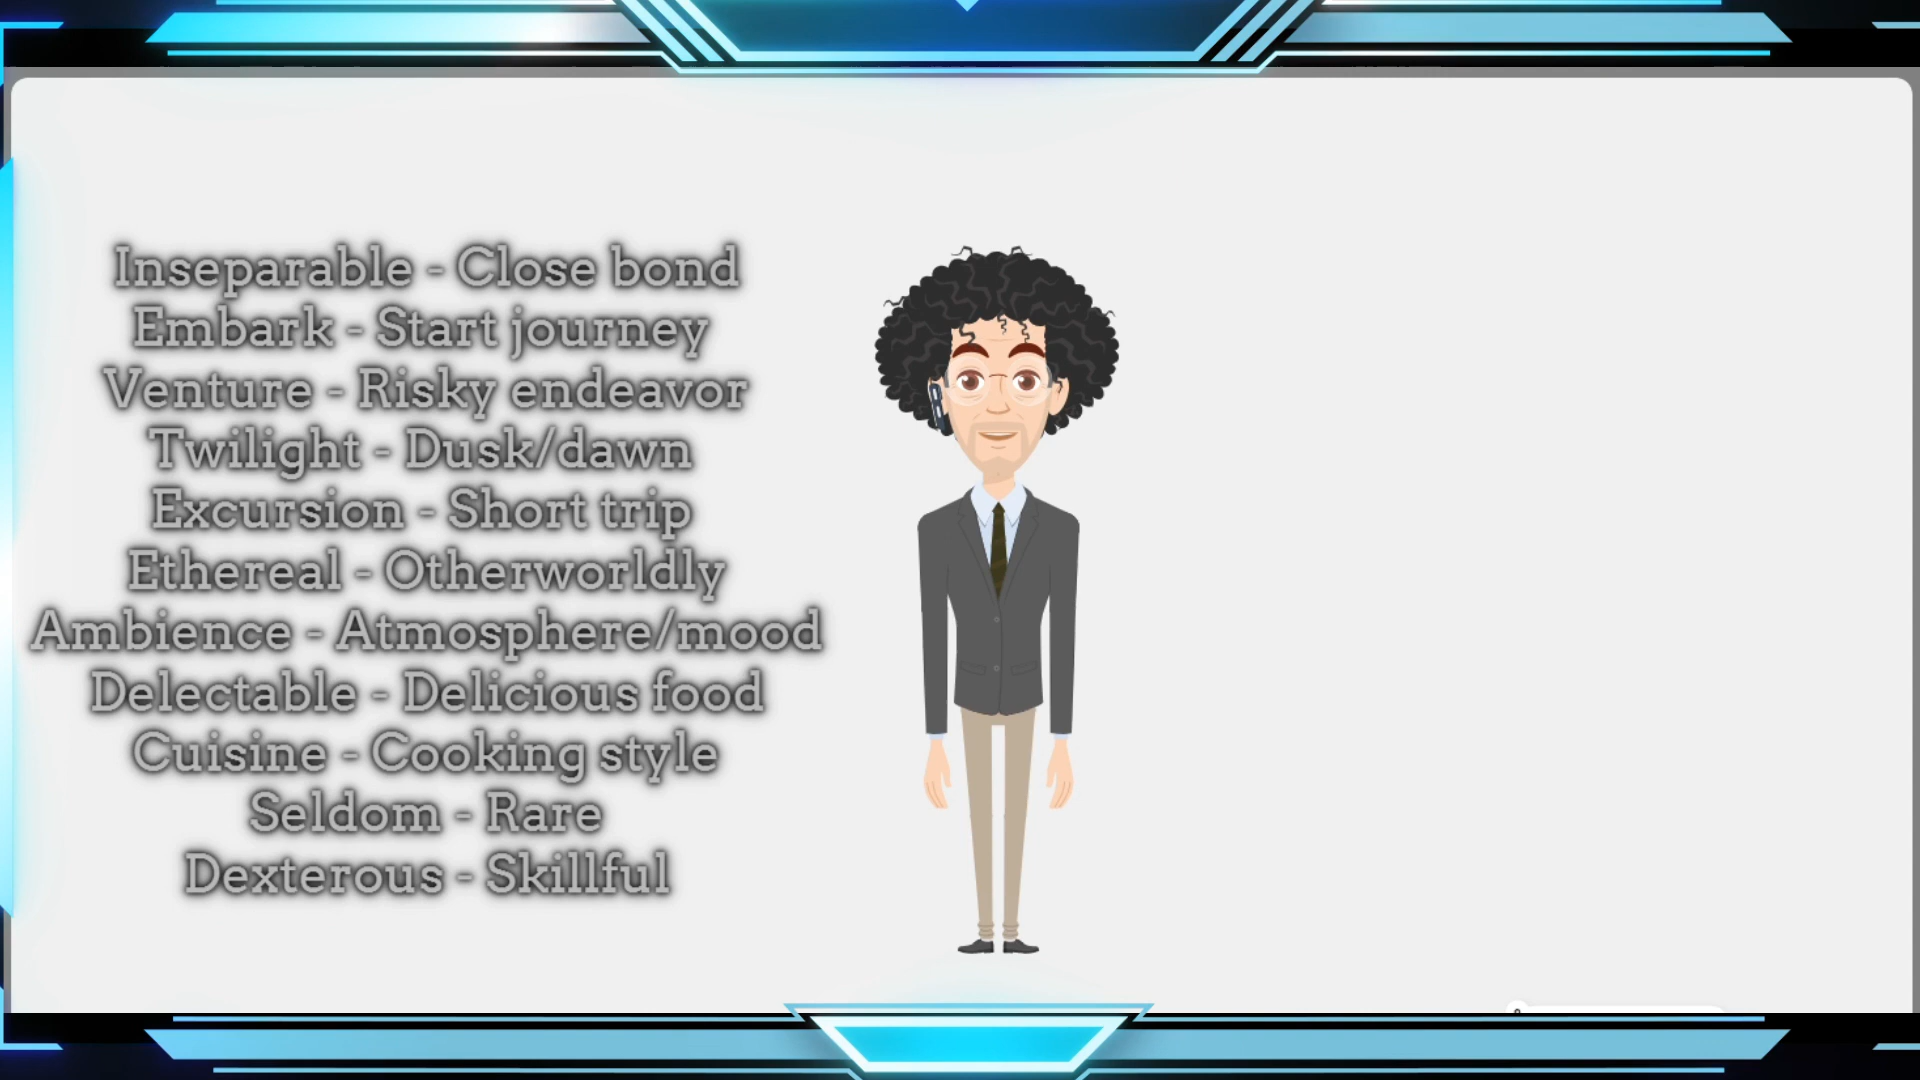 Inseparable - Close bond
Embark - Start journey
Venture - Risky endeavor
Twilight - Dusk/dawn
Excursion - Short trip
Ethereal - Otherworldly
Ambience - Atmosphere/mood
Delectable - Delicious food
Cuisine - Cooking style
Seldom - Rare
Dexterous - Skillful